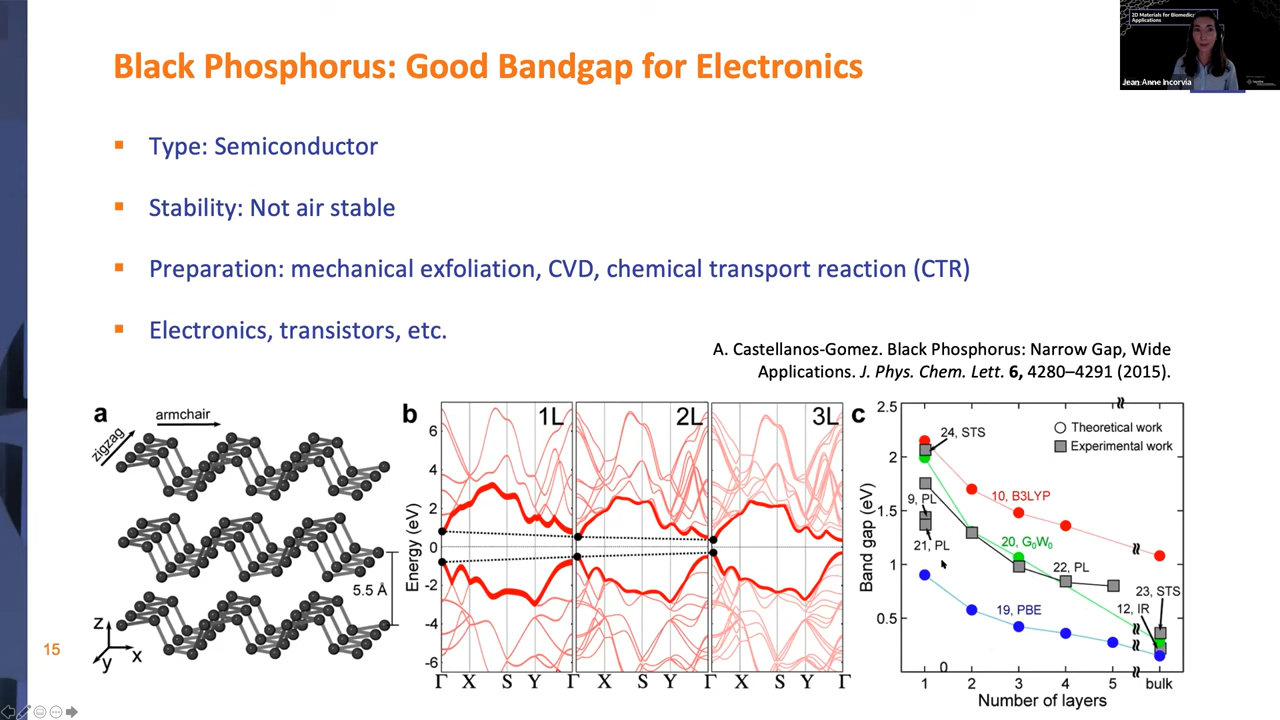 2D Materials for Biomedical
Applications
Jean Anne Incorvia
Black Phosphorus: Good Bandgap for Electronics
Type: Semiconductor
Stability: Not air stable
Preparation: mechanical exfoliation, CVD, chemical transport reaction (CTR)
Electronics, transistors, etc.
A. Castellanos-Gomez. Black Phosphorus: Narrow Gap, Wide
Applications. J. Phys. Chem. Lett. 6, 4280–4291 (2015).
a
armchair
zigzag
5.5 Å
z
y
x
b
1L
2L
3L
Energy (eV)
6
4
2
0
-2
-4
-6
Γ X S Y Γ X S Y Γ X S Y Γ
c
Band gap (eV)
2.5
2
1.5
1
0.5
0
Theoretical work
Experimental work
24, STS
10, B3LYP
9, PL
20, G₀W₀
21, PL
22, PL
23, STS
12, IR
19, PBE
1 2 3 4 5 bulk
Number of layers
15